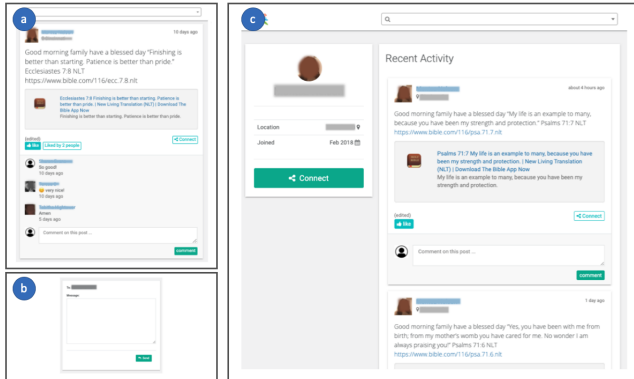 a
10 days ago
Good morning family have a blessed day "Finishing is
better than starting. Patience is better than pride."
Ecclesiastes 7:8 NLT
https://www.bible.com/116/ecc.7.8.nlt
Ecclesiastes 7:8 Finishing is better than starting. Patience is
better than pride. | New Living Translation (NLT) | Download The
Bible App Now
Finishing is better than starting. Patience is better than pride.
(edited)
like Liked by 2 people
Connect
So good!
10 days ago
very nice!
10 days ago
Amen
5 days ago
Comment on this post ...
comment
b
To:
Message:
Send
c
Location
Joined Feb 2018
Connect
Recent Activity
about 4 hours ago
Good morning family have a blessed day "My life is an example to many,
because you have been my strength and protection." Psalms 71:7 NLT
https://www.bible.com/116/psa.71.7.nlt
Psalms 71:7 My life is an example to many, because you have
been my strength and protection. | New Living Translation
(NLT) | Download The Bible App Now
My life is an example to many, because you have been my
strength and protection.
(edited)
like
Connect
Comment on this post ...
comment
1 day ago
Good morning family have a blessed day "Yes, you have been with me from
birth; from my mother's womb you have cared for me. No wonder I am
always praising you!" Psalms 71:6 NLT
https://www.bible.com/116/psa.71.6.nlt